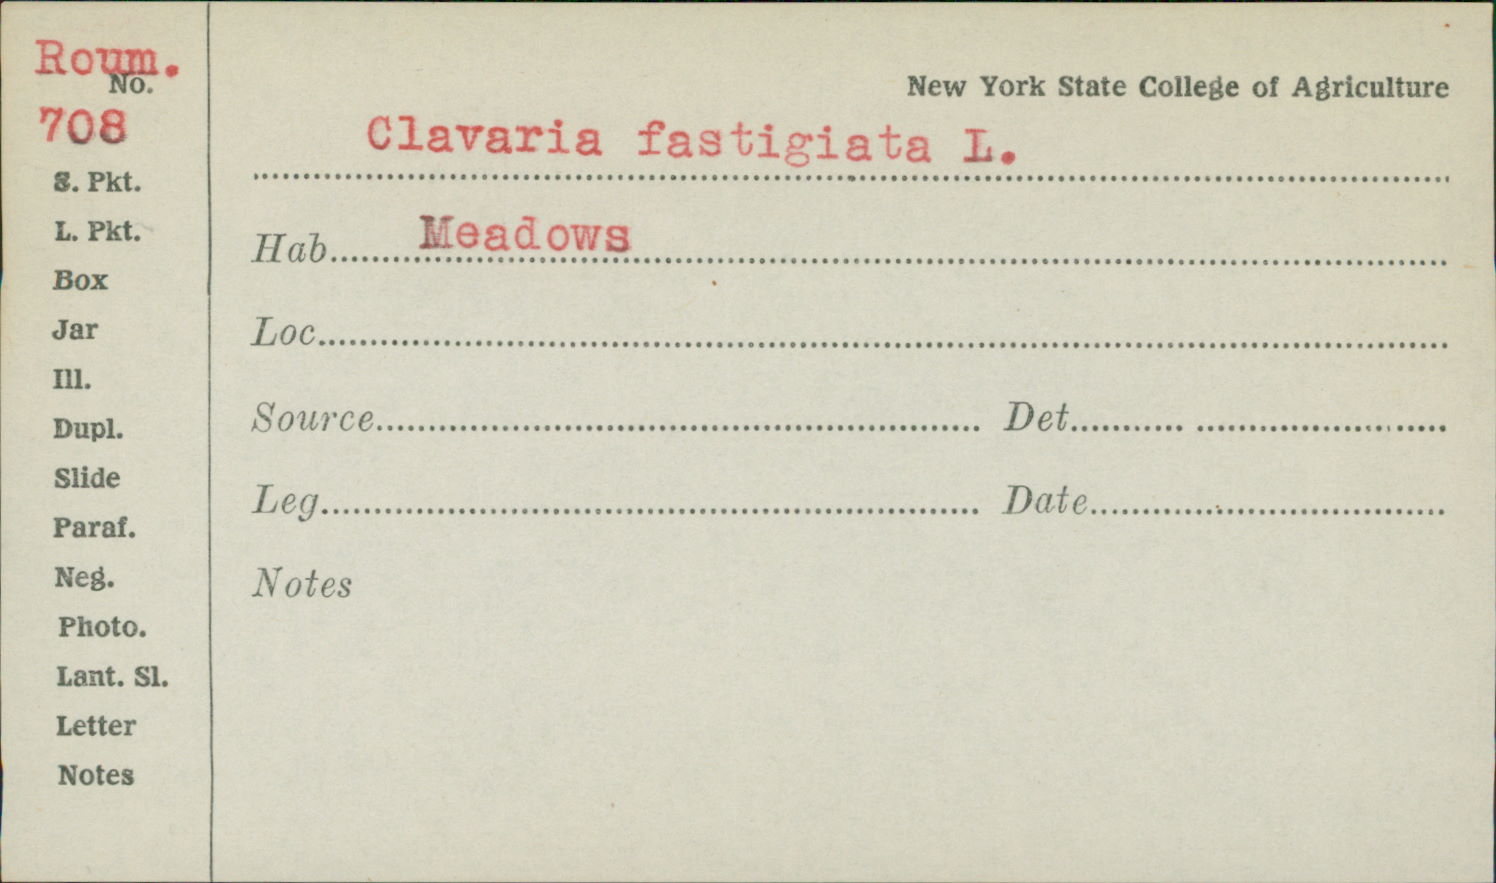 Roum.
No.
708
S. Pkt.
L. Pkt.
Box
Jar
Ill.
Dupl.
Slide
Paraf.
Neg.
Photo.
Lant. Sl.
Letter
Notes
New York State College of Agriculture
Clavaria fastigiata L.
Hab. Meadows
Loc.
Source Det.
Leg. Date
Notes